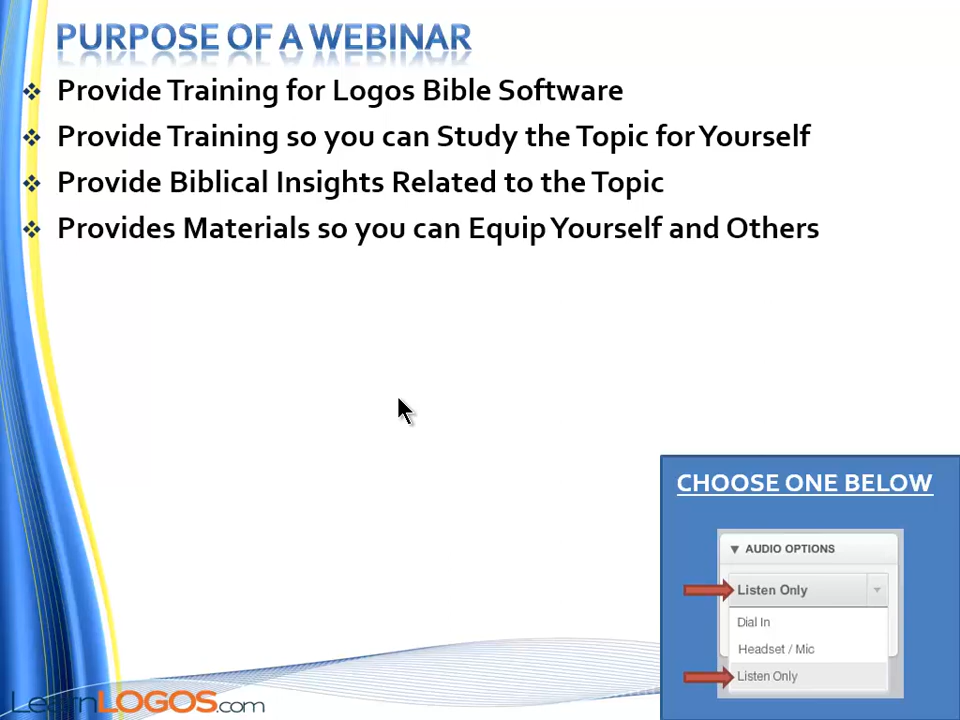 PURPOSE OF A WEBINAR
Provide Training for Logos Bible Software
Provide Training so you can Study the Topic for Yourself
Provide Biblical Insights Related to the Topic
Provides Materials so you can Equip Yourself and Others
CHOOSE ONE BELOW
AUDIO OPTIONS
Listen Only
Dial In
Headset / Mic
Listen Only
LearnLOGOS.com